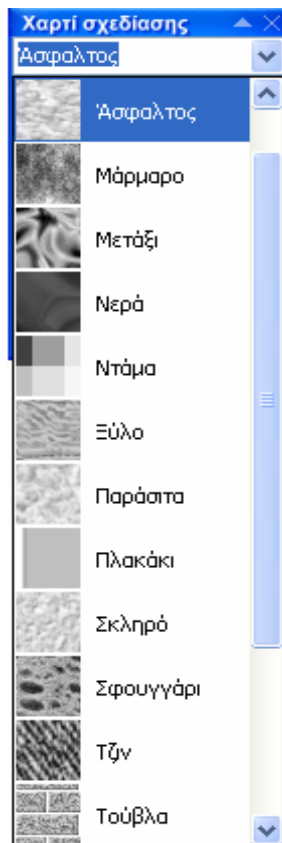 Χαρτί σχεδίασης
Άσφαλτος
Άσφαλτος
Μάρμαρο
Μετάξι
Νερά
Ντάμα
Ξύλο
Παράσιτα
Πλακάκι
Σκληρό
Σφουγγάρι
Τζιν
Τούβλα